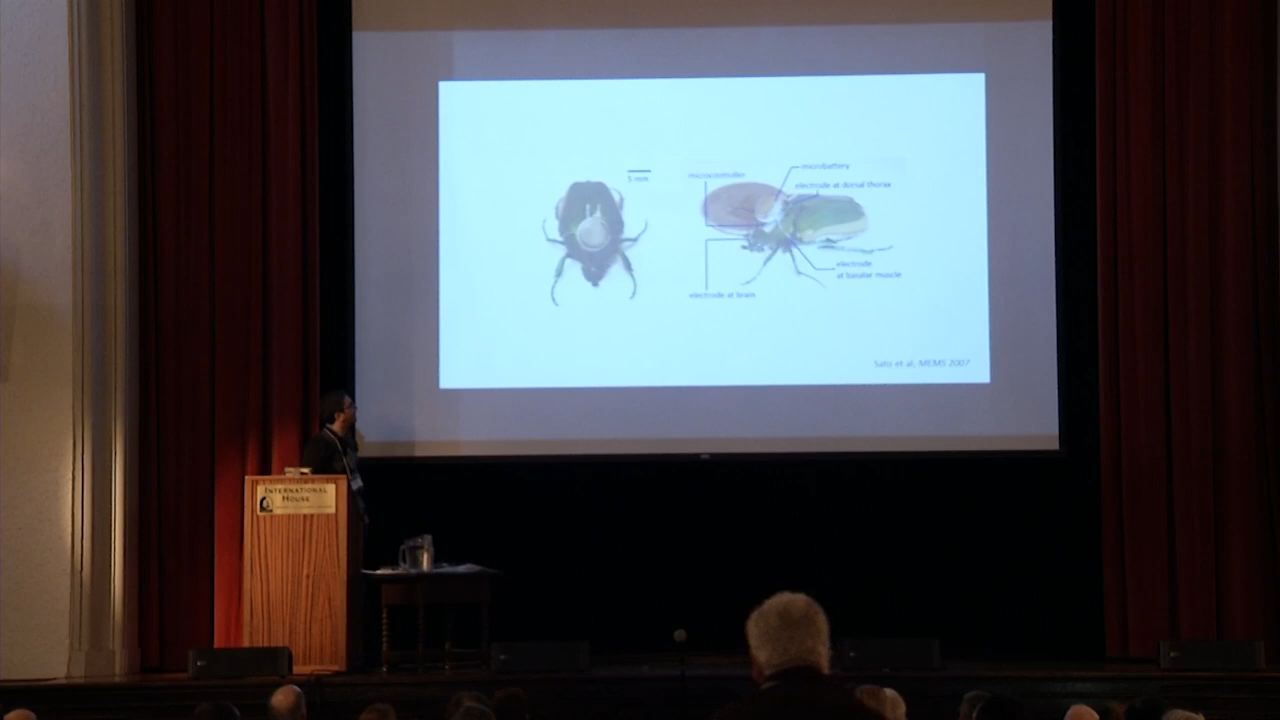 microbattery
microcontroller
5 mm
electrode at dorsal thorax
electrode
at basalar muscle
electrode at brain
Sato et al, MEMS 2007
INTERNATIONAL
HOUSE